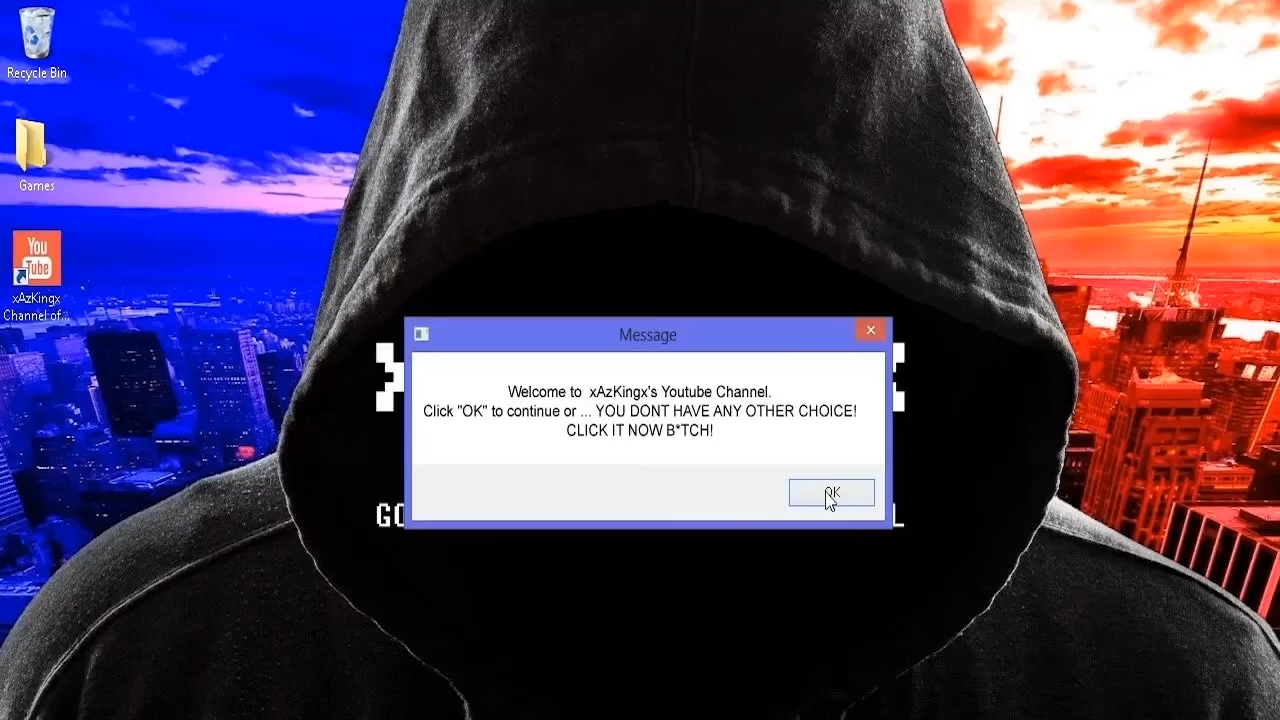 Recycle Bin
Games
You
Tube
xAzKingx
Channel of...
Message
Welcome to xAzKingx's Youtube Channel.
Click "OK" to continue or ... YOU DONT HAVE ANY OTHER CHOICE!
CLICK IT NOW B*TCH!
OK